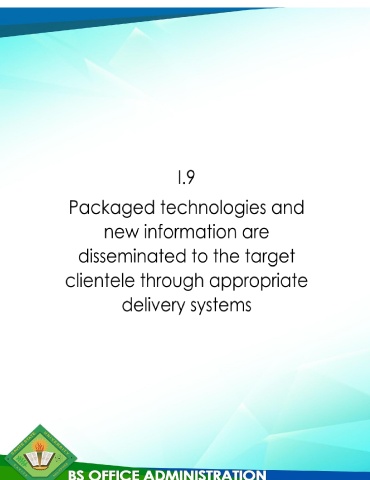 I.9
Packaged technologies and
new information are
disseminated to the target
clientele through appropriate
delivery systems
BS OFFICE ADMINISTRATION